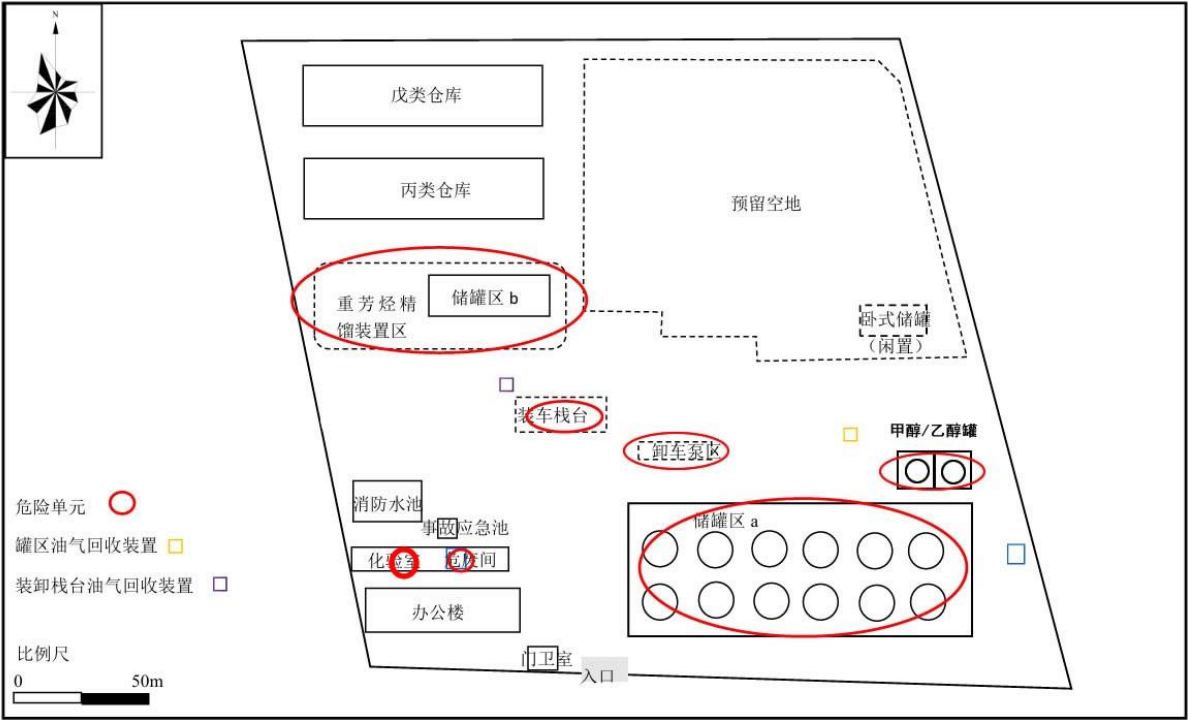 N
戊类仓库
丙类仓库
预留空地
重芳烃精
馏装置区
储罐区 b
卧式储罐
（闲置）
装车栈台
卸车泵区
甲醇/乙醇罐
消防水池
事故应急池
储罐区 a
化验室
危废间
办公楼
门卫室
入口
危险单元
罐区油气回收装置
装卸栈台油气回收装置
比例尺
0
50m